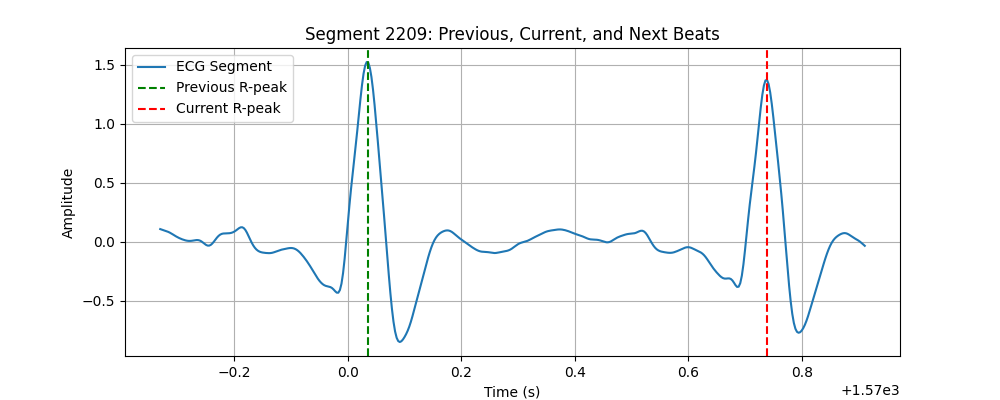 Segment 2209: Previous, Current, and Next Beats
ECG Segment
Previous R-peak
Current R-peak
Amplitude
1.5
1.0
0.5
0.0
−0.5
−0.2
0.0
0.2
0.4
0.6
0.8
Time (s)
+1.57e3